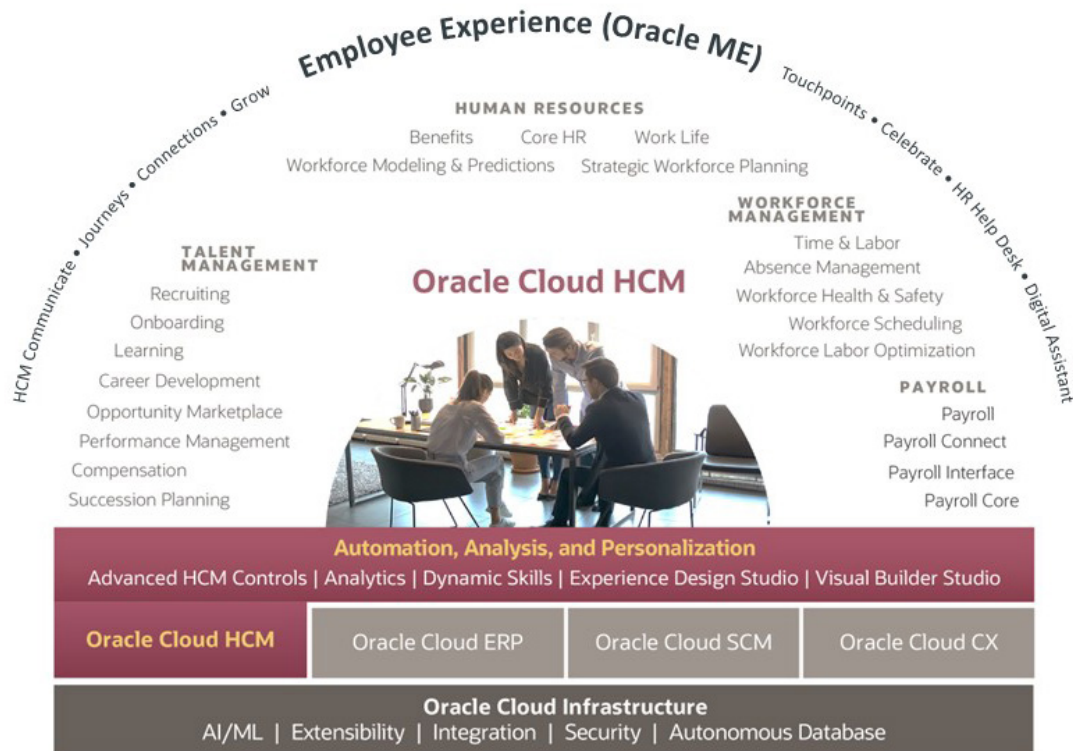 Employee Experience (Oracle ME)
HCM Communicate • Journeys • Connections • Grow
Touchpoints • Celebrate • HR Help Desk • Digital Assistant
HUMAN RESOURCES
Benefits Core HR Work Life
Workforce Modeling & Predictions Strategic Workforce Planning
TALENT
MANAGEMENT
Recruiting
Onboarding
Learning
Career Development
Opportunity Marketplace
Performance Management
Compensation
Succession Planning
Oracle Cloud HCM
WORKFORCE
MANAGEMENT
Time & Labor
Absence Management
Workforce Health & Safety
Workforce Scheduling
Workforce Labor Optimization
PAYROLL
Payroll
Payroll Connect
Payroll Interface
Payroll Core
Automation, Analysis, and Personalization
Advanced HCM Controls | Analytics | Dynamic Skills | Experience Design Studio | Visual Builder Studio
Oracle Cloud HCM Oracle Cloud ERP Oracle Cloud SCM Oracle Cloud CX
Oracle Cloud Infrastructure
AI/ML | Extensibility | Integration | Security | Autonomous Database